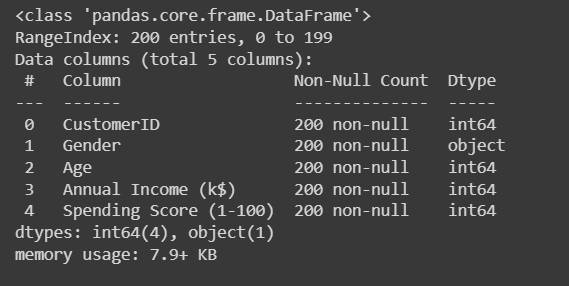 <class 'pandas.core.frame.DataFrame'>
RangeIndex: 200 entries, 0 to 199
Data columns (total 5 columns):
 #   Column                  Non-Null Count  Dtype
---  ------                  --------------  -----
 0   CustomerID              200 non-null    int64
 1   Gender                  200 non-null    object
 2   Age                     200 non-null    int64
 3   Annual Income (k$)      200 non-null    int64
 4   Spending Score (1-100)  200 non-null    int64
dtypes: int64(4), object(1)
memory usage: 7.9+ KB